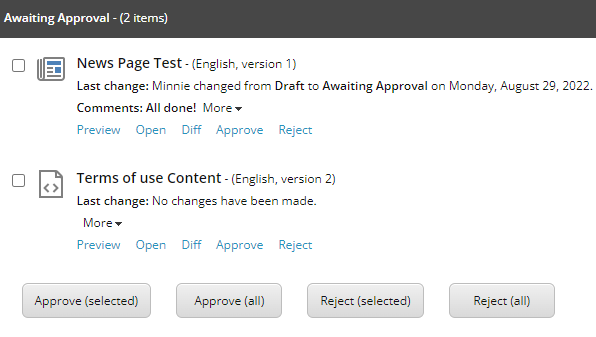 Awaiting Approval - (2 items)
News Page Test - (English, version 1)
Last change: Minnie changed from Draft to Awaiting Approval on Monday, August 29, 2022.
Comments: All done! More
Preview Open Diff Approve Reject
Terms of use Content - (English, version 2)
Last change: No changes have been made.
More
Preview Open Diff Approve Reject
Approve (selected) Approve (all) Reject (selected) Reject (all)